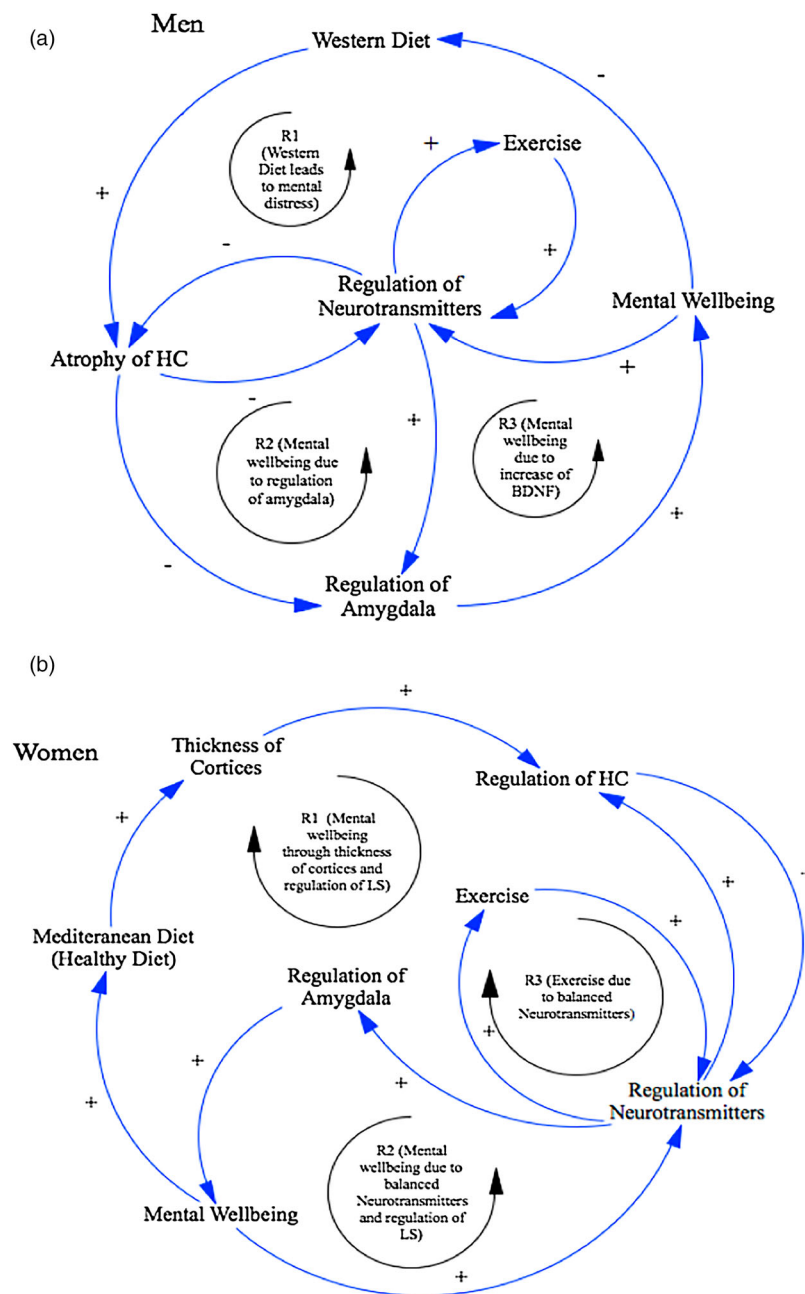 (a)
Men
Western Diet
-
R1
(Western
Diet leads
to mental
distress)
+
Exercise
+
-
+
Regulation of
Neurotransmitters
Mental Wellbeing
Atrophy of HC
+
-
+
R2 (Mental
wellbeing due
to regulation
of amygdala)
R3 (Mental
wellbeing
due to
increase of
BDNF)
+
-
Regulation of
Amygdala
(b)
+
Women
Thickness of
Cortices
Regulation of HC
+
R1 (Mental
wellbeing
through thickness
of cortices and
regulation of LS)
+
Exercise
+
Mediteranean Diet
(Healthy Diet)
Regulation of
Amygdala
R3 (Exercise due
to balanced
Neurotransmitters)
+
+
+
+
Regulation of
Neurotransmitters
+
R2 (Mental
wellbeing due to
balanced
Neurotransmitters
and regulation of
LS)
Mental Wellbeing
+